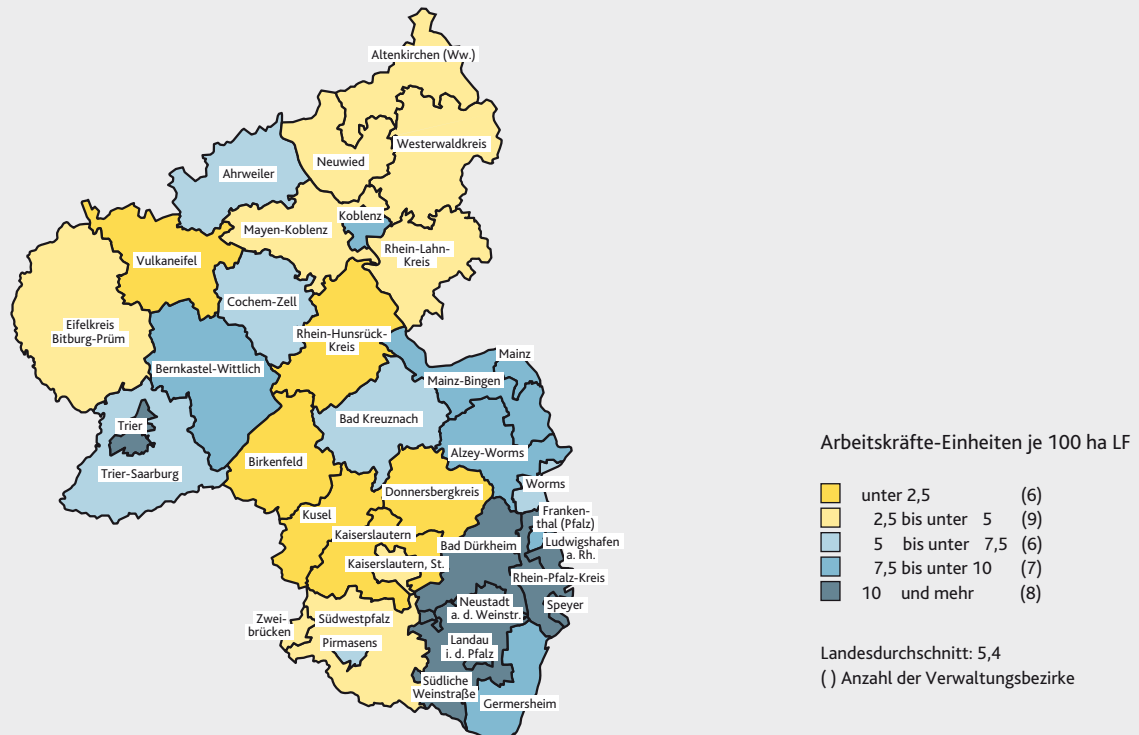 Altenkirchen (Ww.)
Westerwaldkreis
Neuwied
Ahrweiler
Koblenz
Mayen-Koblenz
Rhein-Lahn-
Kreis
Vulkaneifel
Cochem-Zell
Eifelkreis
Bitburg-Prüm
Rhein-Hunsrück-
Kreis
Mainz
Bernkastel-Wittlich
Mainz-Bingen
Bad Kreuznach
Trier
Alzey-Worms
Trier-Saarburg
Birkenfeld
Worms
Donnersbergkreis
Kusel
Franken-
thal (Pfalz)
Kaiserslautern
Bad Dürkheim
Ludwigshafen
a. Rh.
Kaiserslautern, St.
Rhein-Pfalz-Kreis
Neustadt
a. d. Weinstr.
Speyer
Zwei-
brücken
Südwestpfalz
Pirmasens
Landau
i. d. Pfalz
Südliche
Weinstraße
Germersheim
Arbeitskräfte-Einheiten je 100 ha LF
unter 2,5 (6)
2,5 bis unter 5 (9)
5 bis unter 7,5 (6)
7,5 bis unter 10 (7)
10 und mehr (8)
Landesdurchschnitt: 5,4
( ) Anzahl der Verwaltungsbezirke